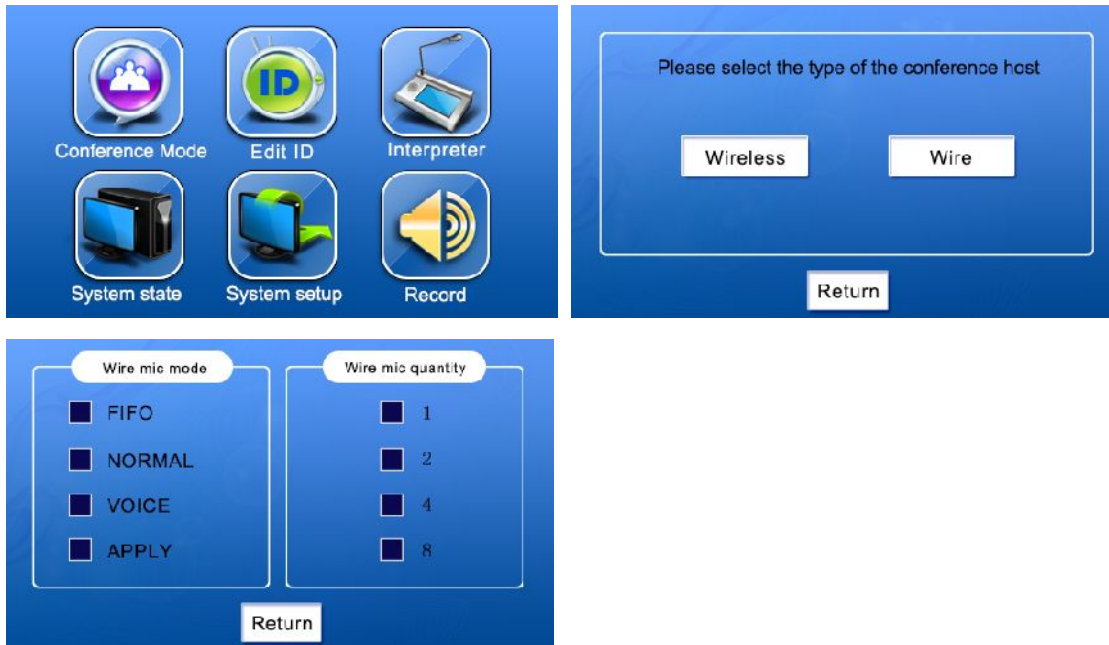 ID
Conference Mode Edit ID Interpreter
System state System setup Record
Please select the type of the conference host
Wireless Wire
Return
Wire mic mode Wire mic quantity
FIFO 1
NORMAL 2
VOICE 4
APPLY 8
Return